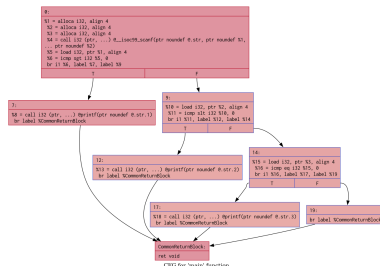 0:
%1 = alloca i32, align 4
%2 = alloca i32, align 4
%3 = alloca i32, align 4
%4 = call i32 (ptr, ...) @__isoc99_scanf(ptr noundef @.str, ptr noundef %1,
... ptr noundef %2)
%5 = load i32, ptr %1, align 4
%6 = icmp sgt i32 %5, 0
br i1 %6, label %7, label %9
T F
7:
%8 = call i32 (ptr, ...) @printf(ptr noundef @.str.1)
br label %CommonReturnBlock
9:
%10 = load i32, ptr %2, align 4
%11 = icmp slt i32 %10, 0
br i1 %11, label %12, label %14
T F
12:
%13 = call i32 (ptr, ...) @printf(ptr noundef @.str.2)
br label %CommonReturnBlock
14:
%15 = load i32, ptr %3, align 4
%16 = icmp eq i32 %15, 0
br i1 %16, label %17, label %19
T F
17:
%18 = call i32 (ptr, ...) @printf(ptr noundef @.str.3)
br label %CommonReturnBlock
19:
br label %CommonReturnBlock
CommonReturnBlock:
ret void
CFG for 'main' function